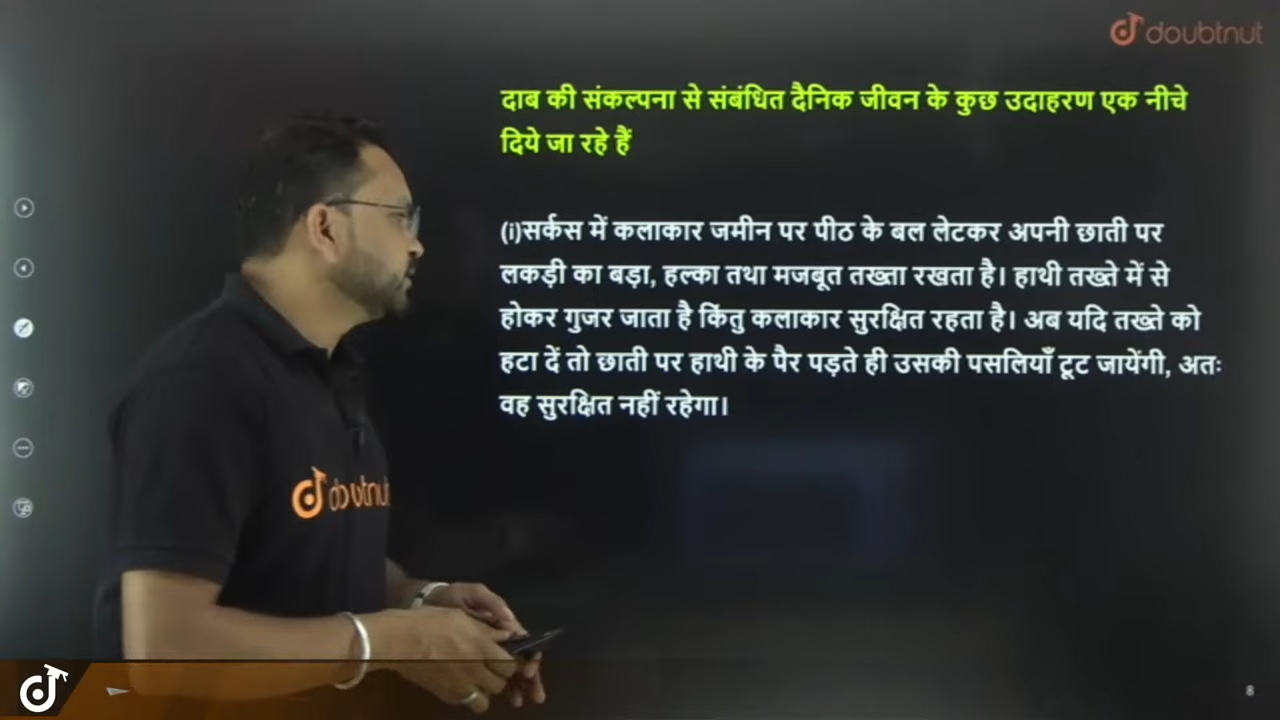 doubtnut
दाब की संकल्पना से संबंधित दैनिक जीवन के कुछ उदाहरण एक नीचे
दिये जा रहे हैं
(i)सर्कस में कलाकार जमीन पर पीठ के बल लेटकर अपनी छाती पर
लकड़ी का बड़ा, हल्का तथा मजबूत तख्ता रखता है। हाथी तख्ते में से
होकर गुजर जाता है किंतु कलाकार सुरक्षित रहता है। अब यदि तख्ते को
हटा दें तो छाती पर हाथी के पैर पड़ते ही उसकी पसलियाँ टूट जायेंगी, अतः
वह सुरक्षित नहीं रहेगा।
doubtnut
8